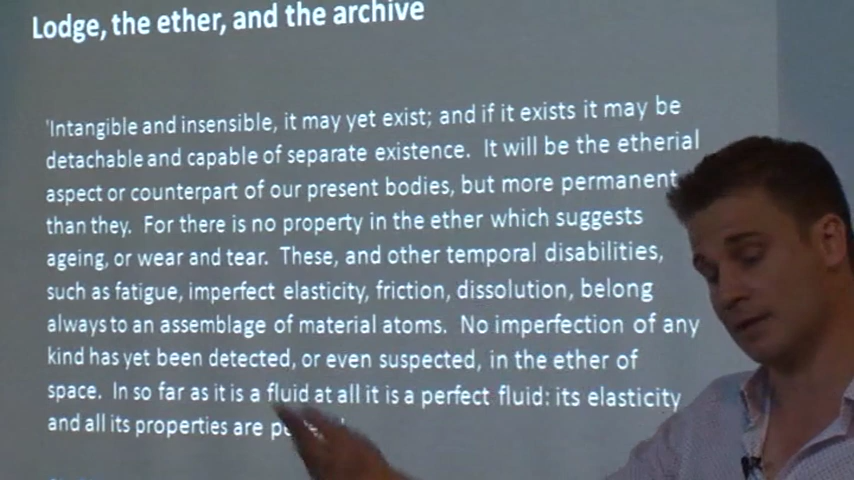 Lodge, the ether, and the archive
'Intangible and insensible, it may yet exist; and if it exists it may be
detachable and capable of separate existence. It will be the etherial
aspect or counterpart of our present bodies, but more permanent
than they. For there is no property in the ether which suggests
ageing, or wear and tear. These, and other temporal disabilities,
such as fatigue, imperfect elasticity, friction, dissolution, belong
always to an assemblage of material atoms. No imperfection of any
kind has yet been detected, or even suspected, in the ether of
space. In so far as it is a fluid at all it is a perfect fluid: its elasticity
and all its properties are